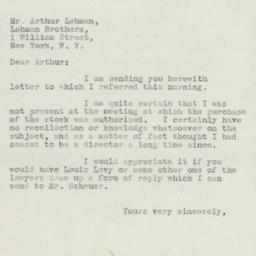 Mr. Arthur Lehman,
Lehman Brothers,
1 William Street,
New York, N. Y.
Dear Arthur:
I am sending you herewith
letter to which I referred this morning.
I am quite certain that I was
not present at the meeting at which the purchase
of the stock was authorized. I certainly have
no recollection or knowledge whatsoever on the
subject, and as a matter of fact thought I had
ceased to be a director a long time since.
I would appreciate it if you
would have Louis Levy or some other one of the
lawyers draw up a form of reply which I can
send to Mr. Scheuer.
Yours very sincerely,